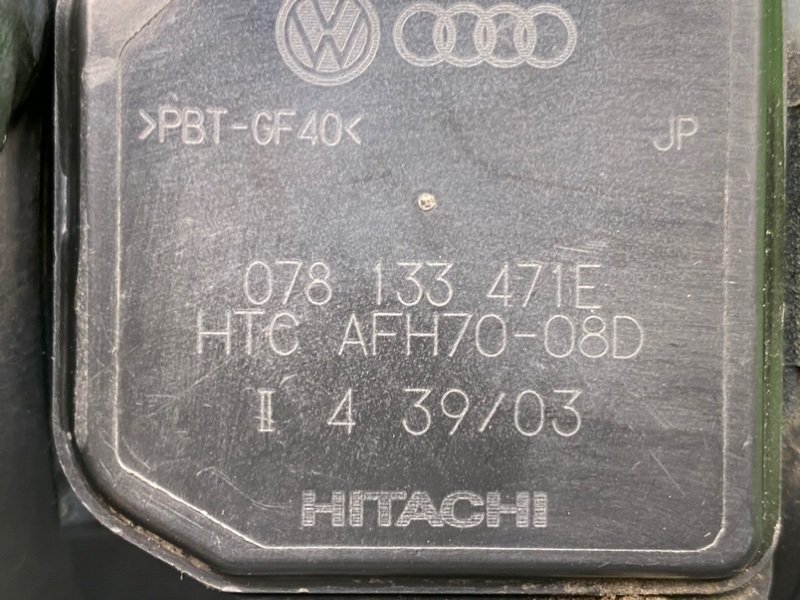 >PBT-GF40< JP
078 133 471E
HTC AFH70-08D
I 4 39/03
HITACHI